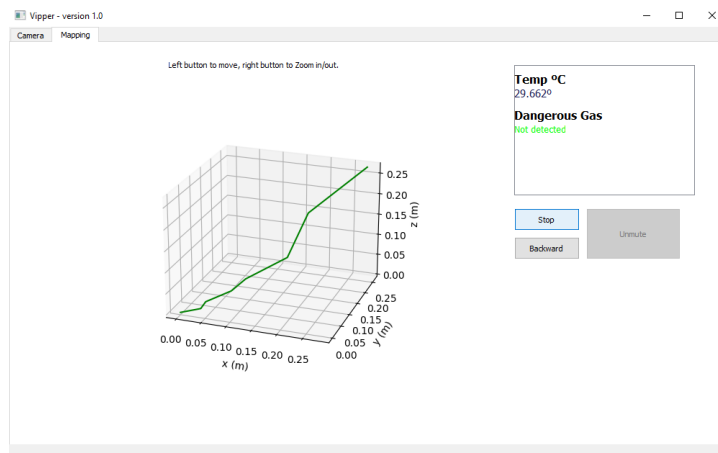 Vipper - version 1.0
Camera
Mapping
Left button to move, right button to Zoom in/out.
Temp ºC
29.662º
Dangerous Gas
Not detected
Stop
Unmute
Backward
0.25
0.20
0.15
0.10
0.05
0.00
z (m)
0.25
0.20
0.15
0.10
0.05
0.00
y (m)
0.00 0.05 0.10 0.15 0.20 0.25
x (m)